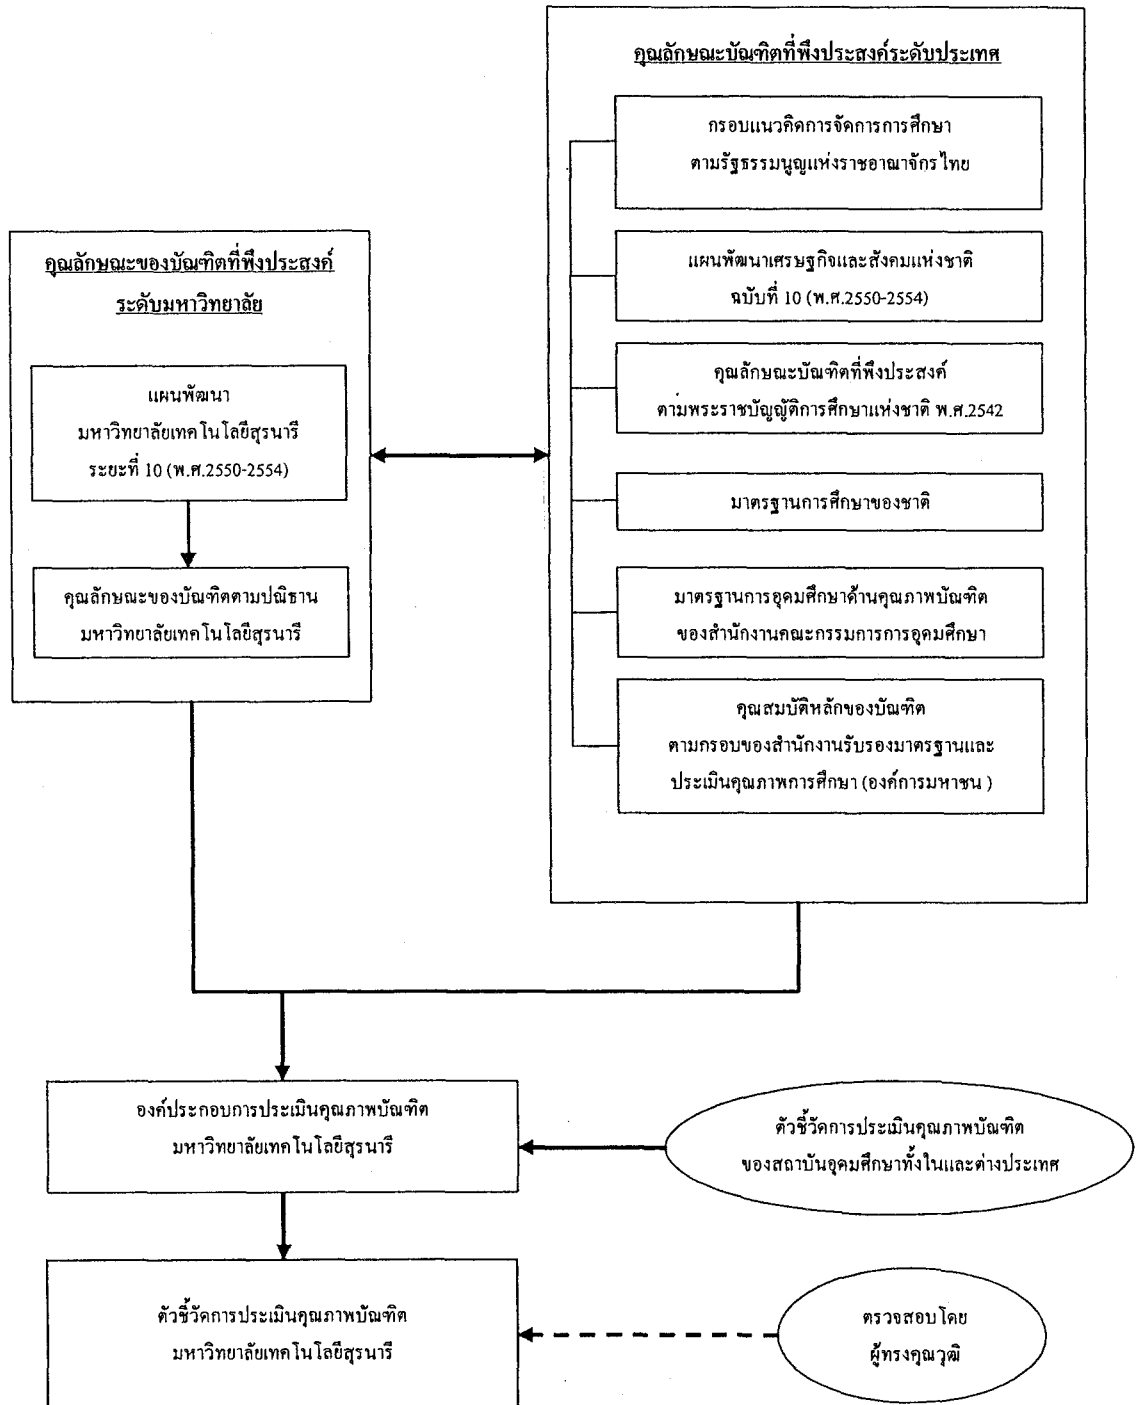 คุณลักษณะบัณฑิตที่พึงประสงค์ระดับประเทศ
กรอบแนวคิดการจัดการการศึกษา
ตามรัฐธรรมนูญแห่งราชอาณาจักรไทย
แผนพัฒนาเศรษฐกิจและสังคมแห่งชาติ
ฉบับที่ 10 (พ.ศ.2550-2554)
คุณลักษณะบัณฑิตที่พึงประสงค์
ตามพระราชบัญญัติการศึกษาแห่งชาติ พ.ศ.2542
มาตรฐานการศึกษาของชาติ
มาตรฐานการอุดมศึกษาด้านคุณภาพบัณฑิต
ของสำนักงานคณะกรรมการการอุดมศึกษา
คุณสมบัติหลักของบัณฑิต
ตามกรอบของสำนักงานรับรองมาตรฐานและ
ประเมินคุณภาพการศึกษา (องค์การมหาชน )
คุณลักษณะของบัณฑิตที่พึงประสงค์
ระดับมหาวิทยาลัย
แผนพัฒนา
มหาวิทยาลัยเทคโนโลยีสุรนารี
ระยะที่ 10 (พ.ศ.2550-2554)
คุณลักษณะของบัณฑิตตามปณิธาน
มหาวิทยาลัยเทคโนโลยีสุรนารี
องค์ประกอบการประเมินคุณภาพบัณฑิต
มหาวิทยาลัยเทคโนโลยีสุรนารี
ตัวชี้วัดการประเมินคุณภาพบัณฑิต
ของสถาบันอุดมศึกษาทั้งในและต่างประเทศ
ตัวชี้วัดการประเมินคุณภาพบัณฑิต
มหาวิทยาลัยเทคโนโลยีสุรนารี
ตรวจสอบโดย
ผู้ทรงคุณวุฒิ